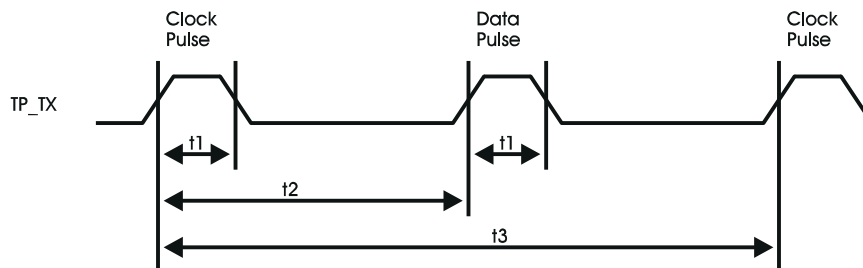 Clock
Pulse
Data
Pulse
Clock
Pulse
TP_TX
t1
t1
t2
t3